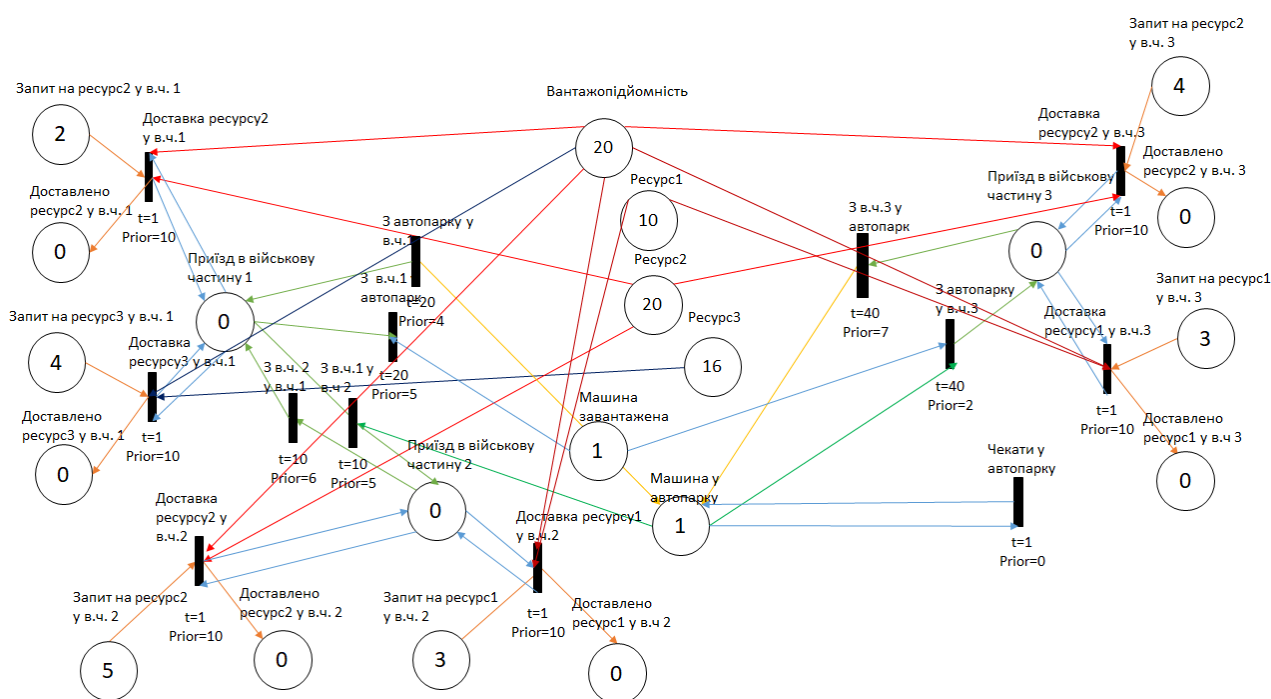 Запит на ресурс2
у в.ч. 3
4
Запит на ресурс2 у в.ч. 1
2
Доставка ресурсу2
у в.ч.1
Вантажопідйомність
20
Доставка
ресурсу2 у в.ч.3
Доставлено
ресурс2 у в.ч. 3
0
t=1
Prior=10
Доставлено
ресурс2 у в.ч. 1
0
t=1
Prior=10
Ресурс1
10
Ресурс2
20
Ресурс3
16
Приїзд в військову
частину 3
0
З в.ч.3 у
автопарк
t=40
Prior=7
З автопарку у
в.ч.1
t=20
Prior=4
Приїзд в військову
частину 1
0
З в.ч.1 у
автопарк
t=20
Prior=5
З автопарку
у в.ч.3
t=40
Prior=2
Запит на ресурс1
у в.ч. 3
3
Доставка
ресурсу1 у в.ч.3
t=1
Prior=10
Доставлено
ресурс1 у в.ч 3
0
Запит на ресурс3 у в.ч. 1
4
Доставка
ресурсу3 у в.ч.1
t=1
Prior=10
Доставлено
ресурс3 у в.ч. 1
0
З в.ч. 2
у в.ч.1
t=10
Prior=6
З в.ч.1 у
в.ч 2
t=10
Prior=5
Машина
завантажена
1
Приїзд в військову
частину 2
0
Машина у
автопарку
1
Чекати у
автопарку
t=1
Prior=0
Доставка
ресурсу2 у
в.ч.2
t=1
Prior=10
Доставка ресурсу1
у в.ч.2
t=1
Prior=10
Запит на ресурс2
у в.ч. 2
5
Доставлено
ресурс2 у в.ч. 2
0
Запит на ресурс1
у в.ч. 2
3
Доставлено
ресурс1 у в.ч 2
0